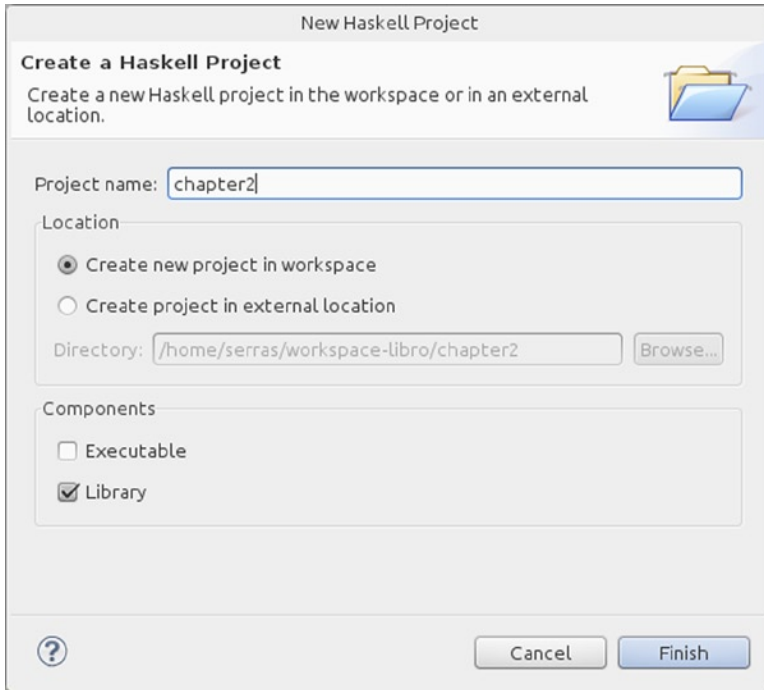 New Haskell Project
Create a Haskell Project
Create a new Haskell project in the workspace or in an external
location.
Project name: chapter2
Location
Create new project in workspace
Create project in external location
Directory: /home/serras/workspace-libro/chapter2 Browse...
Components
Executable
Library
? Cancel Finish